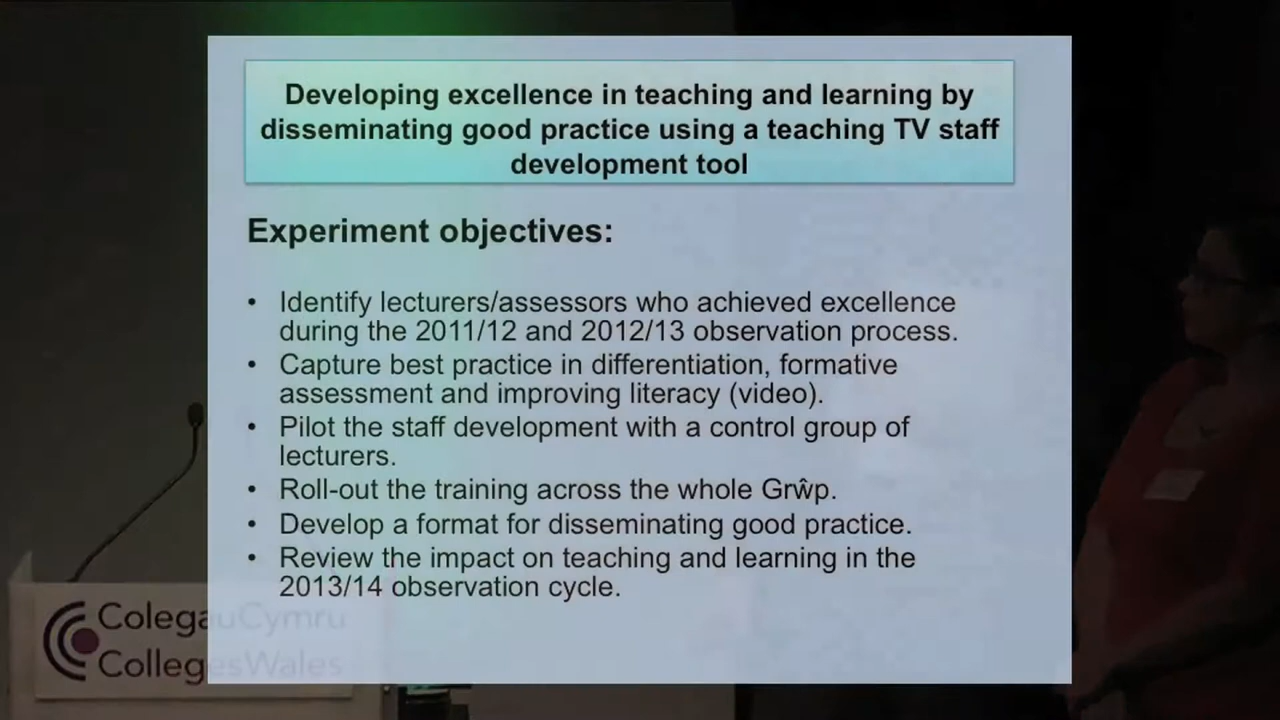 Developing excellence in teaching and learning by
disseminating good practice using a teaching TV staff
development tool
Experiment objectives:
• Identify lecturers/assessors who achieved excellence
during the 2011/12 and 2012/13 observation process.
• Capture best practice in differentiation, formative
assessment and improving literacy (video).
• Pilot the staff development with a control group of
lecturers.
• Roll-out the training across the whole Grŵp.
• Develop a format for disseminating good practice.
• Review the impact on teaching and learning in the
2013/14 observation cycle.
ColegauCymru
CollegesWales